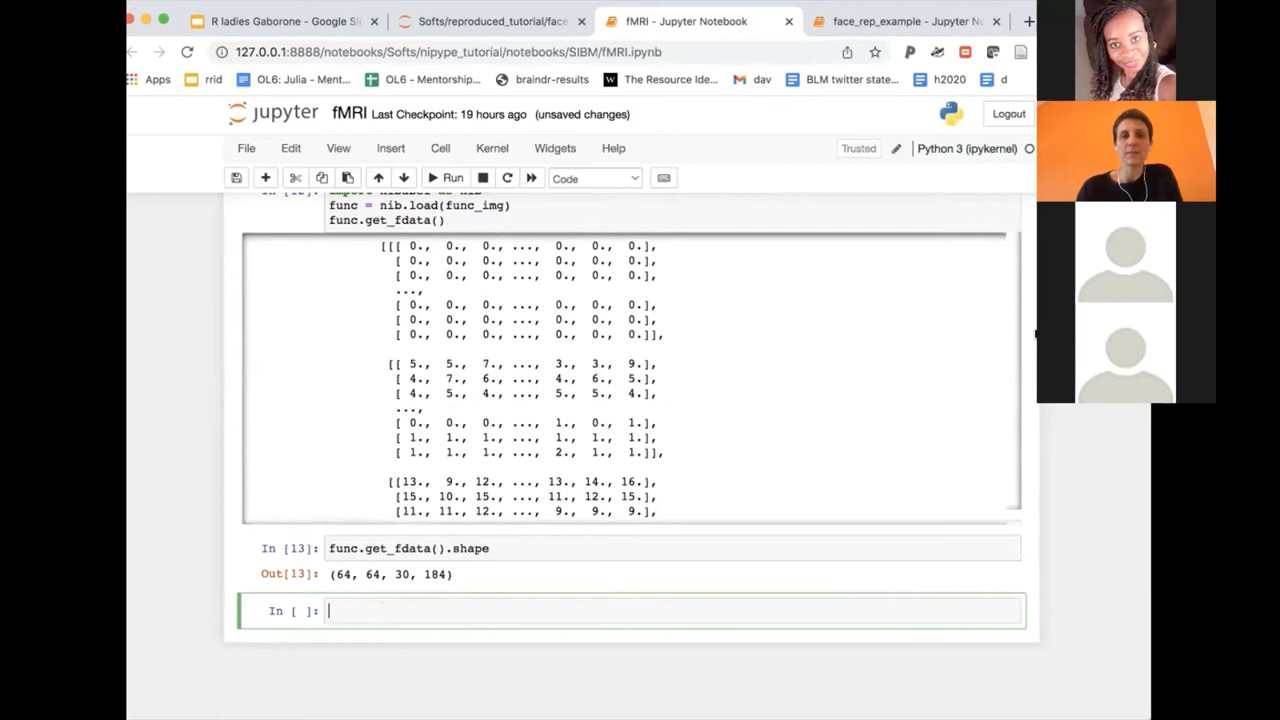 R ladies Gaborone - Google Sl
Softs/reproduced_tutorial/face
fMRI - Jupyter Notebook
face_rep_example - Jupyter No
127.0.0.1:8888/notebooks/Softs/nipype_tutorial/notebooks/SIBM/fMRI.ipynb
Apps
rrid
OL6: Julia - Ment...
OL6 - Mentorship...
braindr-results
W The Resource Ide...
dav
BLM twitter state...
h2020
d
jupyter fMRI Last Checkpoint: 19 hours ago (unsaved changes)
Logout
File Edit View Insert Cell Kernel Widgets Help
Trusted
Python 3 (ipykernel)
Run
Code
func = nib.load(func_img)
func.get_fdata()
[[[ 0., 0., 0., ..., 0., 0., 0.],
[ 0., 0., 0., ..., 0., 0., 0.],
[ 0., 0., 0., ..., 0., 0., 0.],
...,
[ 0., 0., 0., ..., 0., 0., 0.],
[ 0., 0., 0., ..., 0., 0., 0.],
[ 0., 0., 0., ..., 0., 0., 0.]],
[[ 5., 5., 7., ..., 3., 3., 9.],
[ 4., 7., 6., ..., 4., 6., 5.],
[ 4., 5., 4., ..., 5., 5., 4.],
...,
[ 0., 0., 0., ..., 1., 0., 1.],
[ 1., 1., 1., ..., 1., 1., 1.],
[ 1., 1., 1., ..., 2., 1., 1.]],
[[13., 9., 12., ..., 13., 14., 16.],
[15., 10., 15., ..., 11., 12., 15.],
[11., 11., 12., ..., 9., 9., 9.],
In [13]: func.get_fdata().shape
Out[13]: (64, 64, 30, 184)
In [ ]: